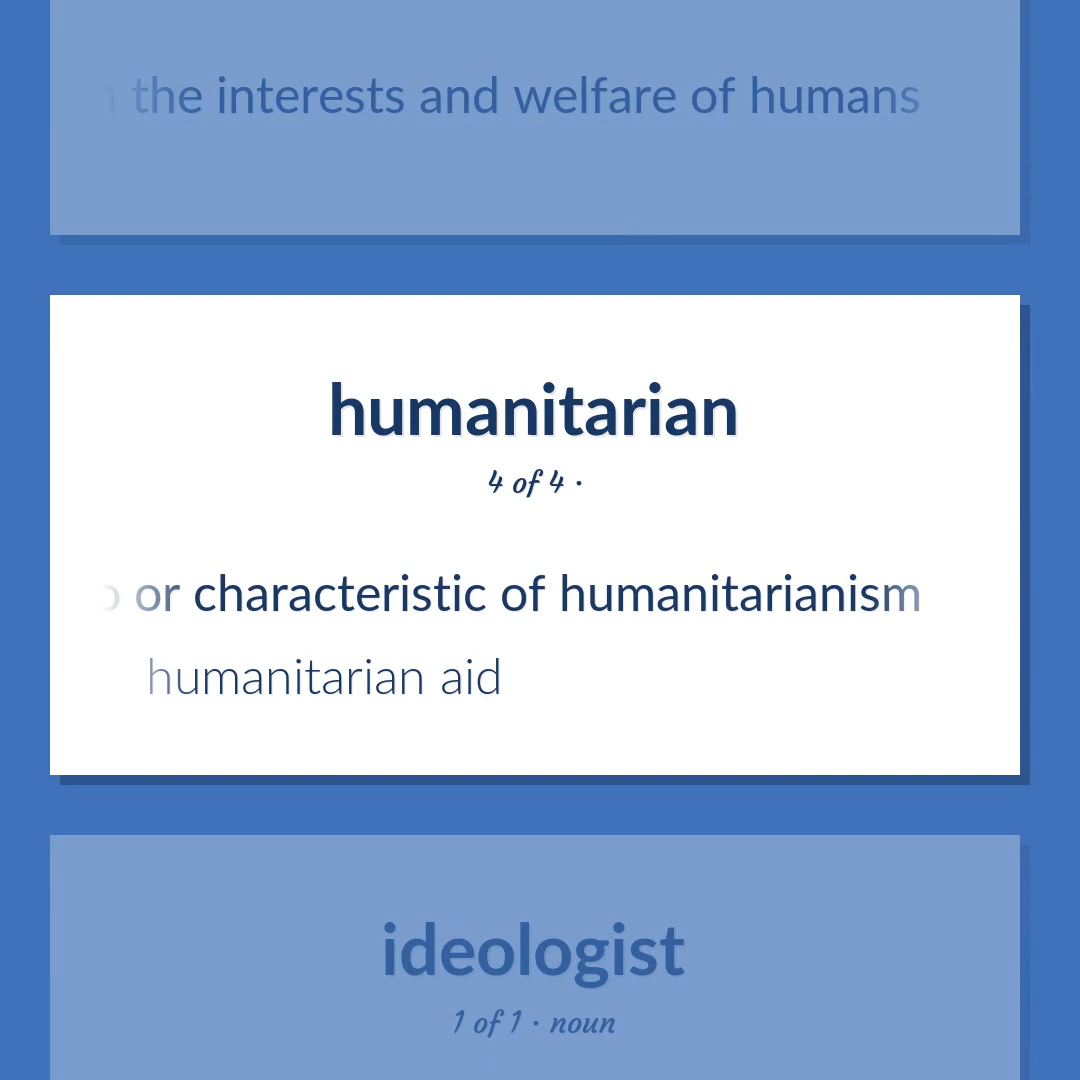 the interests and welfare of humans
humanitarian
4 of 4 ·
or characteristic of humanitarianism
humanitarian aid
ideologist
1 of 1 · noun